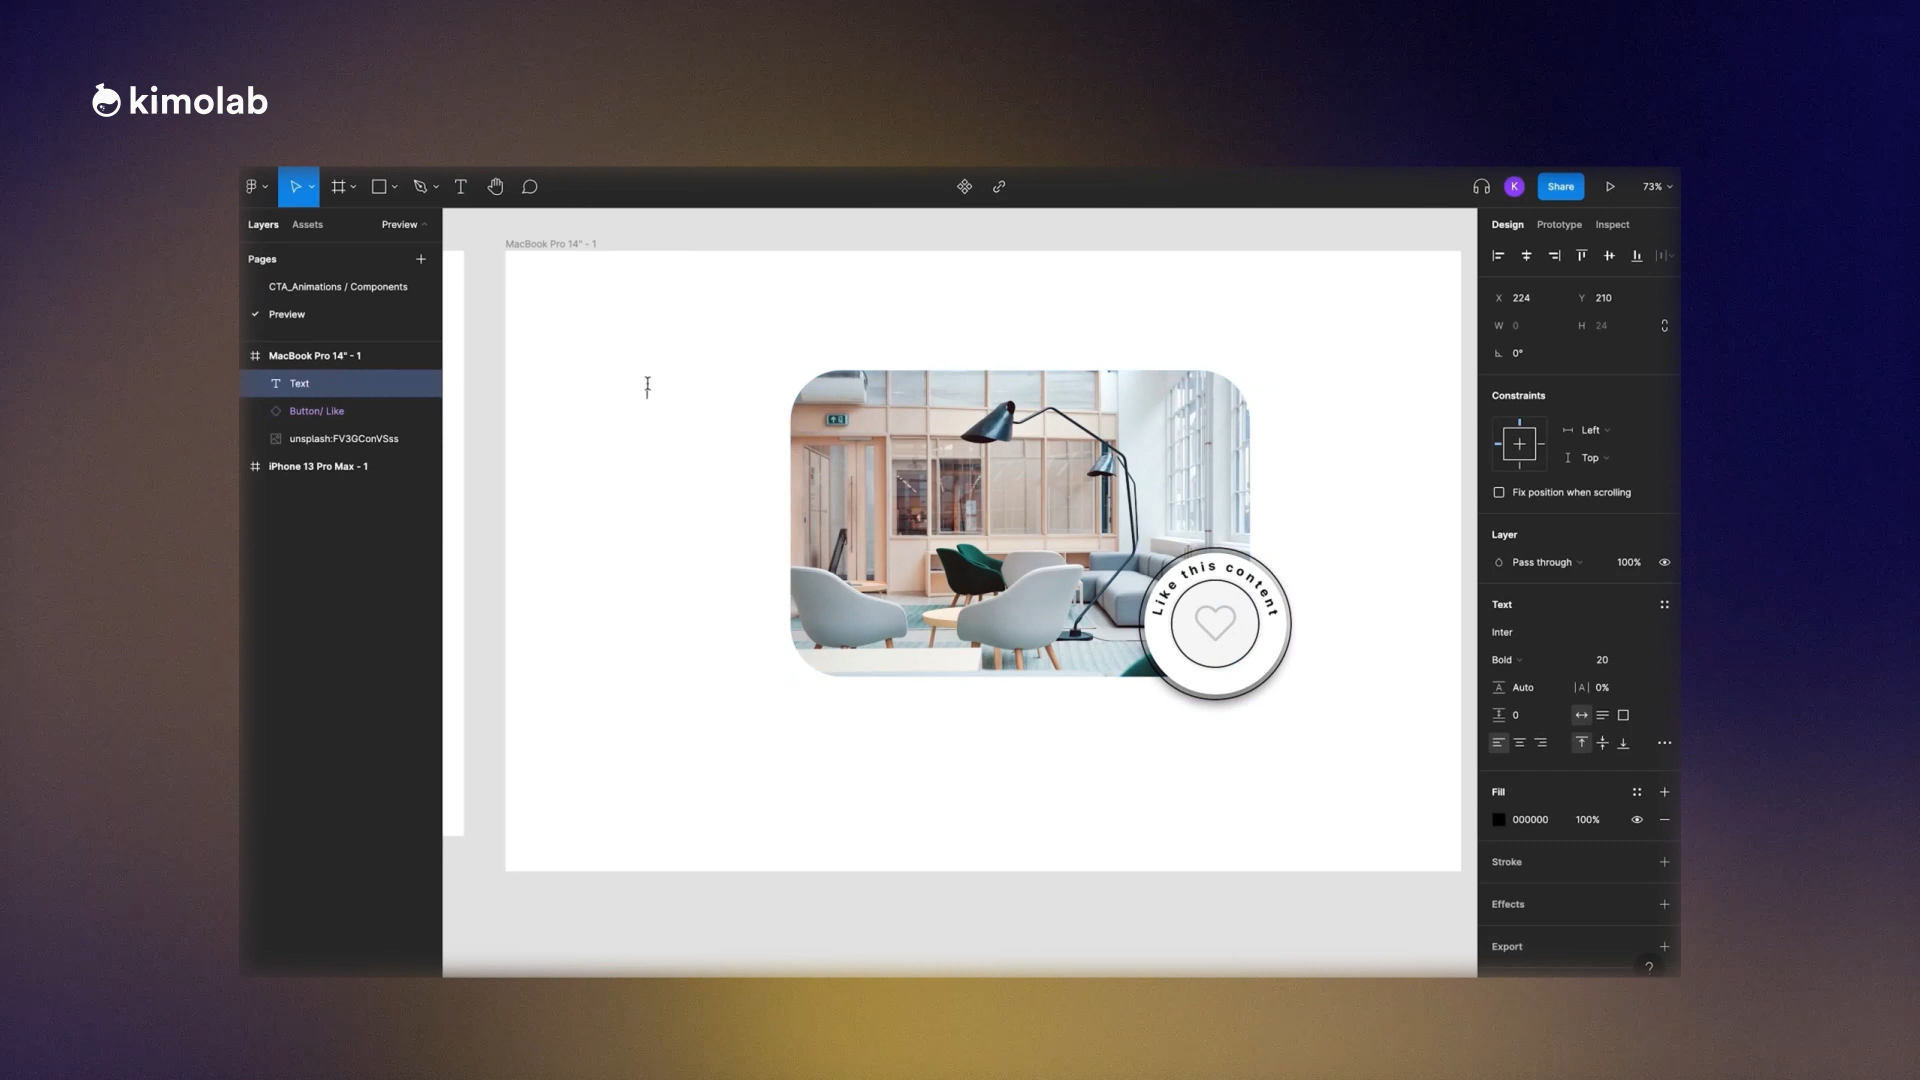 kimolab
K
Share
73%
Layers
Assets
Preview
Pages
CTA_Animations / Components
Preview
MacBook Pro 14" - 1
Text
Button/ Like
unsplash:FV3GConVSss
iPhone 13 Pro Max - 1
MacBook Pro 14" - 1
Like this content
Design
Prototype
Inspect
X 224
Y 210
W 0
H 24
0°
Constraints
Left
Top
Fix position when scrolling
Layer
Pass through
100%
Text
Inter
Bold
20
Auto
|A| 0%
0
Fill
000000
100%
Stroke
Effects
Export
?